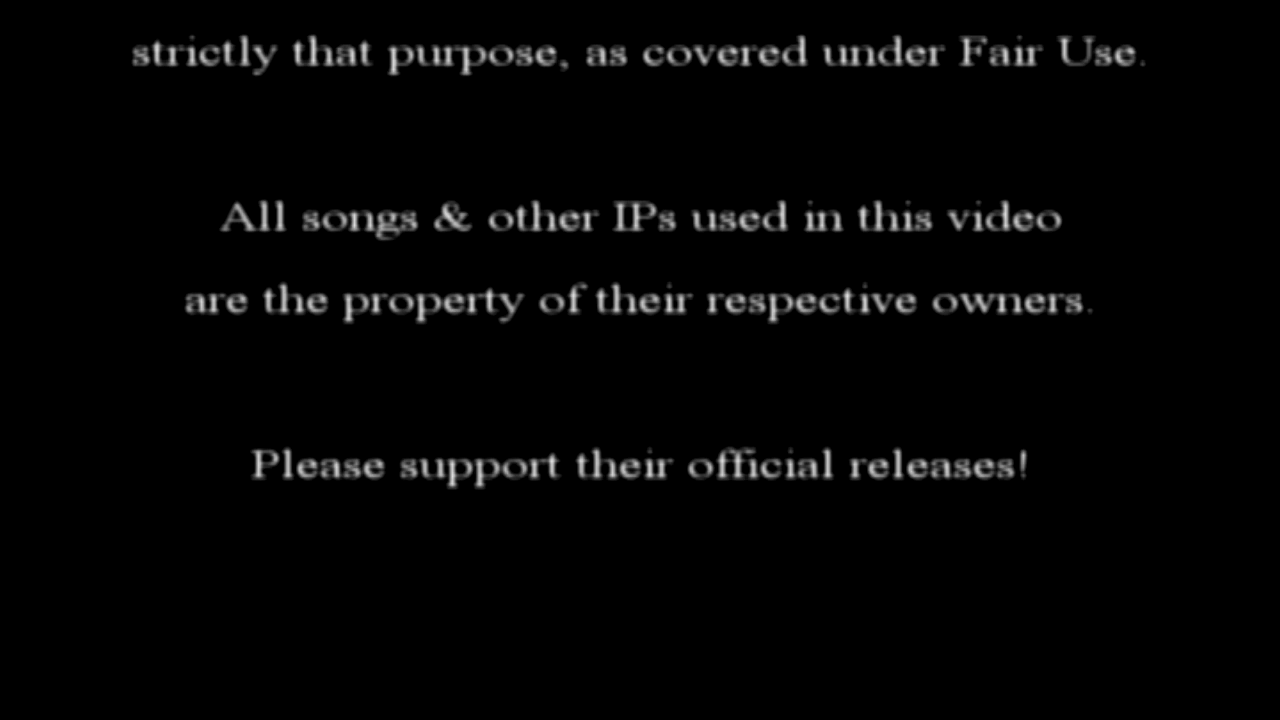 strictly that purpose, as covered under Fair Use.
All songs & other IPs used in this video
are the property of their respective owners.
Please support their official releases!